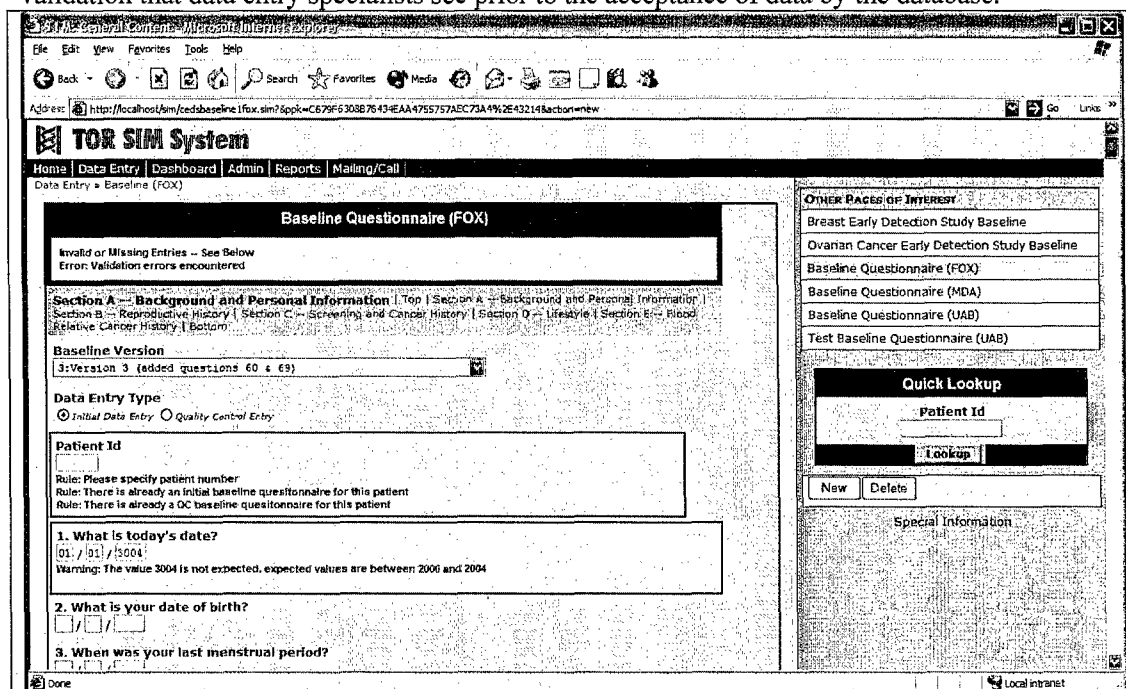 validation that data entry specialists see prior to the acceptance of data by the database.
File Edit View Favorites Tools Help
Back Search Favorites Media
Address http://localhost/sim/cedsbaseline1fox.sim?&ppk=C679F6308B76434EAA4755757AEC73A4%2E43214&action=new Go Links »
TOR SIM System
Home | Data Entry | Dashboard | Admin | Reports | Mailing/Call
Data Entry » Baseline (FOX)
Baseline Questionnaire (FOX)
Invalid or Missing Entries -- See Below
Error: Validation errors encountered
Section A -- Background and Personal Information | Top | Section A -- Background and Personal Information |
Section B -- Reproductive History | Section C -- Screening and Cancer History | Section D -- Lifestyle | Section E -- Blood
Relative Cancer History | Bottom
Baseline Version
3:Version 3 (added questions 60 & 69)
Data Entry Type
Initial Data Entry Quality Control Entry
Patient Id
Rule: Please specify patient number
Rule: There is already an initial baseline quesitonnaire for this patient
Rule: There is already a QC baseline quesitonnaire for this patient
1. What is today's date?
01 / 01 / 3004
Warning: The value 3004 is not expected, expected values are between 2000 and 2004
2. What is your date of birth?
/ /
3. When was your last menstrual period?
OTHER PAGES OF INTEREST
Breast Early Detection Study Baseline
Ovarian Cancer Early Detection Study Baseline
Baseline Questionnaire (FOX)
Baseline Questionnaire (MDA)
Baseline Questionnaire (UAB)
Test Baseline Questionnaire (UAB)
Quick Lookup
Patient Id
Lookup
New Delete
Special Information
Done
Local intranet